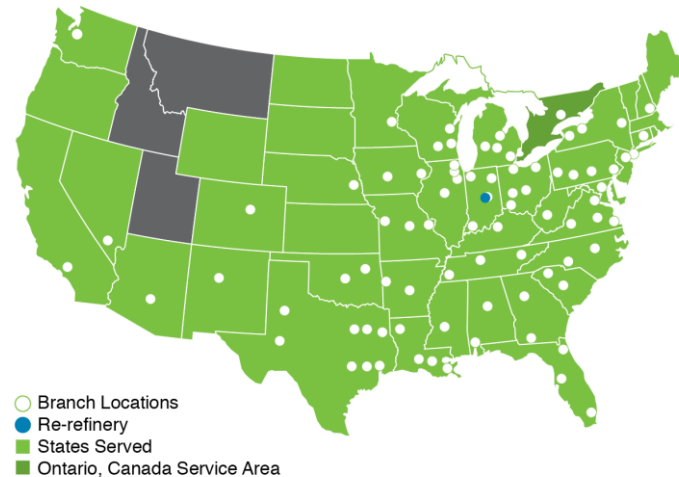 Branch Locations
Re-refinery
States Served
Ontario, Canada Service Area